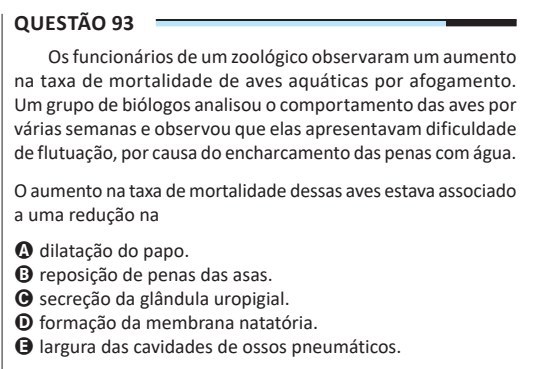 QUESTÃO 93
Os funcionários de um zoológico observaram um aumento
na taxa de mortalidade de aves aquáticas por afogamento.
Um grupo de biólogos analisou o comportamento das aves por
várias semanas e observou que elas apresentavam dificuldade
de flutuação, por causa do encharcamento das penas com água.
O aumento na taxa de mortalidade dessas aves estava associado
a uma redução na
A dilatação do papo.
B reposição de penas das asas.
C secreção da glândula uropigial.
D formação da membrana natatória.
E largura das cavidades de ossos pneumáticos.